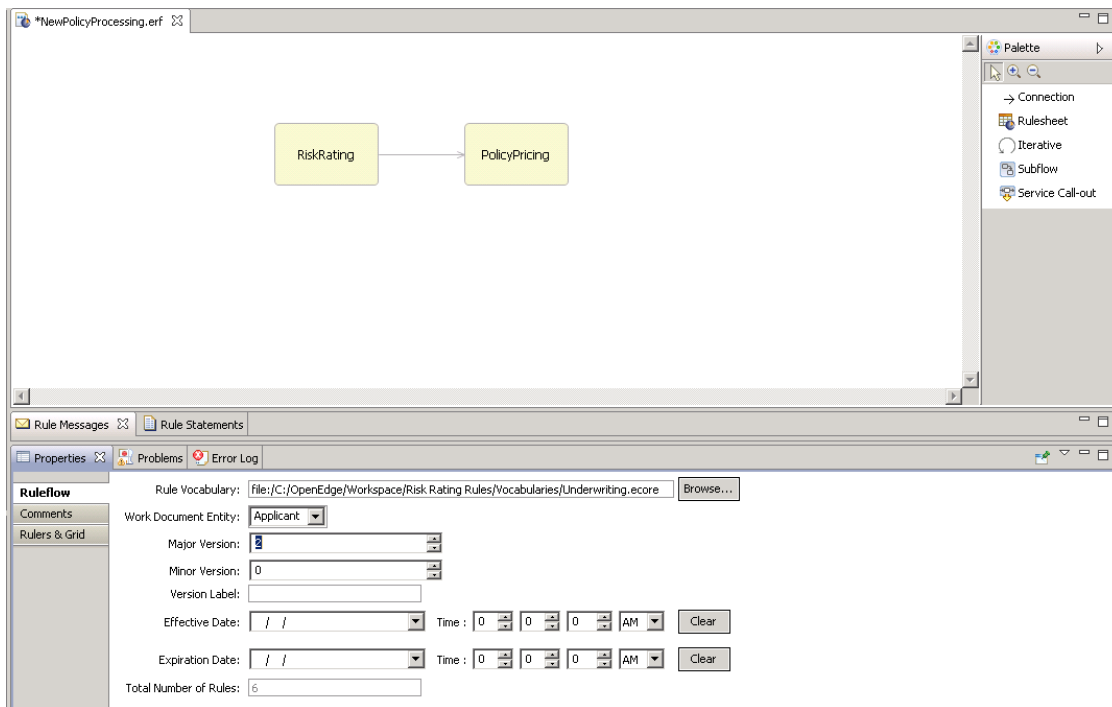 *NewPolicyProcessing.erf
Palette
Connection
Rulesheet
Iterative
Subflow
Service Call-out
RiskRating
PolicyPricing
Rule Messages Rule Statements
Properties Problems Error Log
Ruleflow
Comments
Rulers & Grid
Rule Vocabulary: file:/C:/OpenEdge/Workspace/Risk Rating Rules/Vocabularies/Underwriting.ecore Browse...
Work Document Entity: Applicant
Major Version: 2
Minor Version: 0
Version Label:
Effective Date: / / Time : 0 0 0 AM Clear
Expiration Date: / / Time : 0 0 0 AM Clear
Total Number of Rules: 6